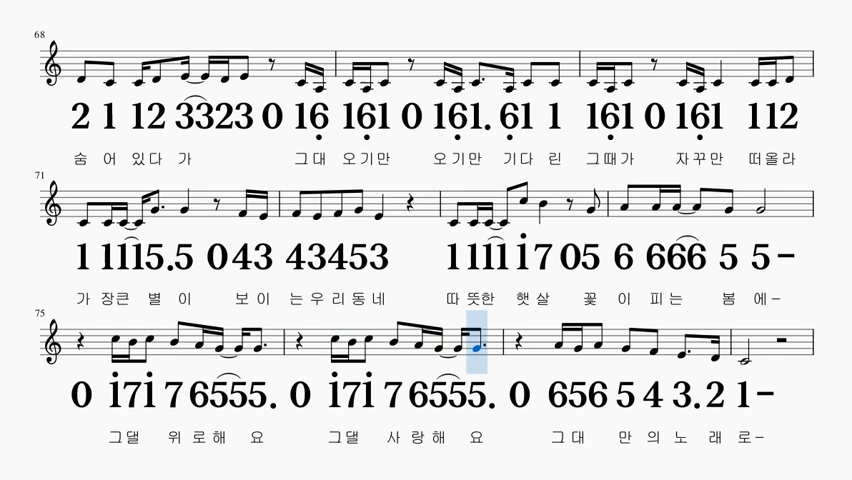 68
2 1 12 3323 0 16 161 0 161. 61 1 161 0 161 112
숨 어 있다 가 그대 오기만 오기만 기다 린 그때가 자꾸만 떠올라
71
1 1115.5 043 43453 1111i7 05 6 666 5 5-
가 장큰 별 이 보 이 는 우 리 동 네 따 뜻한 햇 살 꽃 이 피 는 봄 에-
75
0 i7i 7 6555. 0 i7i 7 6555. 0 656 5 4 3.2 1-
그댈 위 로 해 요 그댈 사 랑 해 요 그대 만 의 노 래 로-